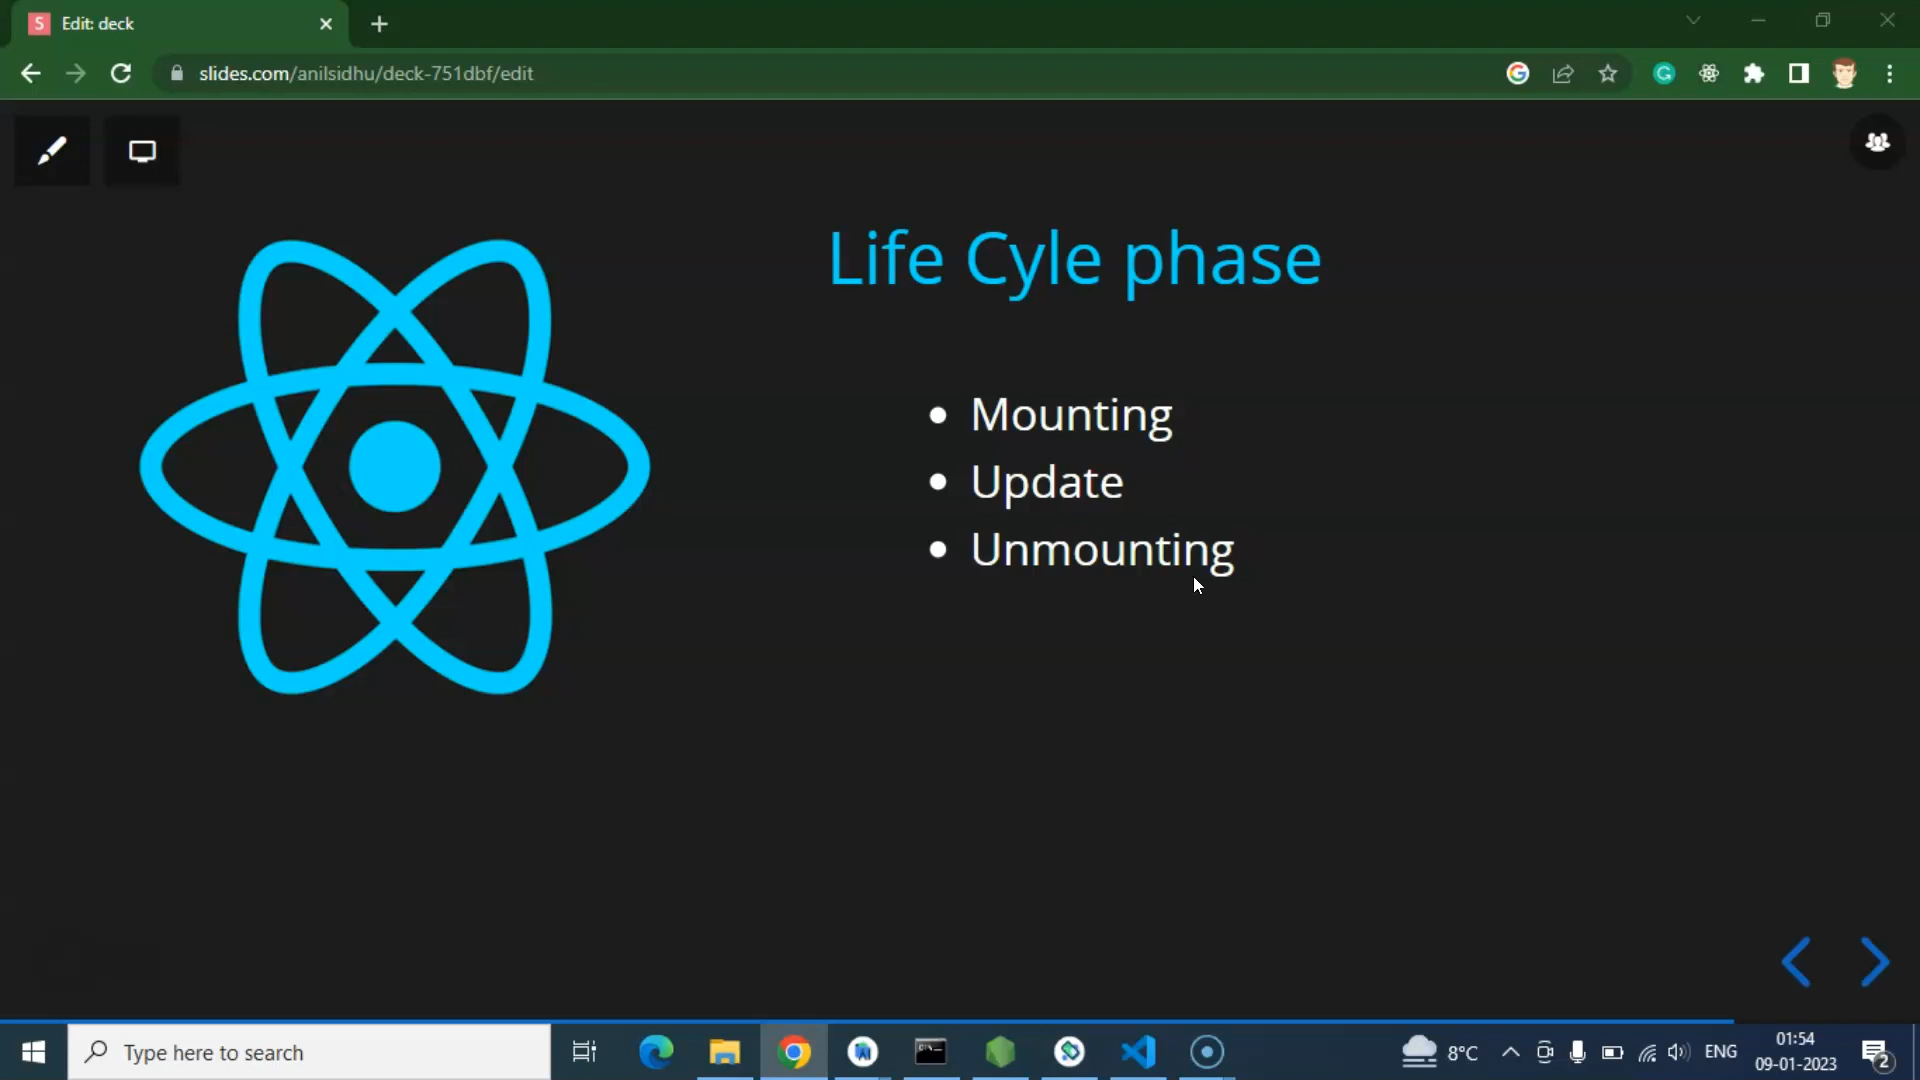 S Edit: deck
slides.com/anilsidhu/deck-751dbf/edit
Life Cyle phase
• Mounting
• Update
• Unmounting
Type here to search
8°C
ENG
01:54
09-01-2023
2